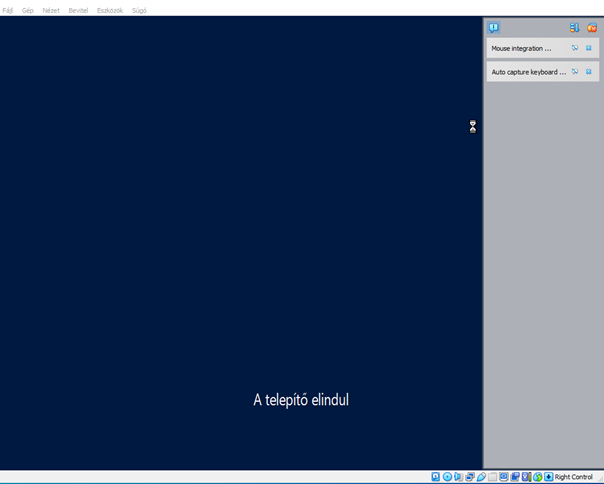 Fájl Gép Nézet Bevitel Eszközök Súgó
Mouse integration ...
Auto capture keyboard ...
A telepítő elindul
Right Control